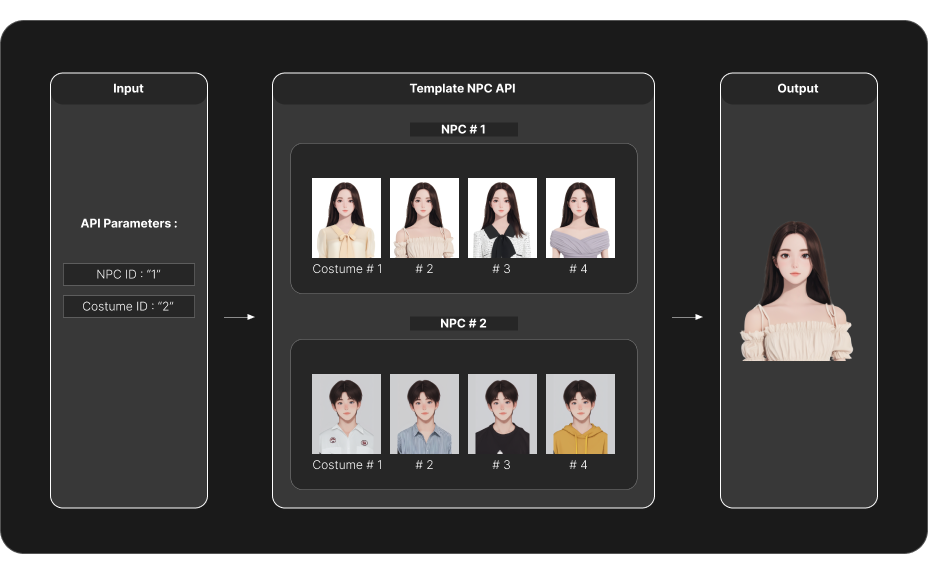 Input
Template NPC API
Output
NPC # 1
API Parameters :
NPC ID : “1”
Costume ID : “2”
Costume # 1
# 2
# 3
# 4
NPC # 2
Costume # 1
# 2
# 3
# 4